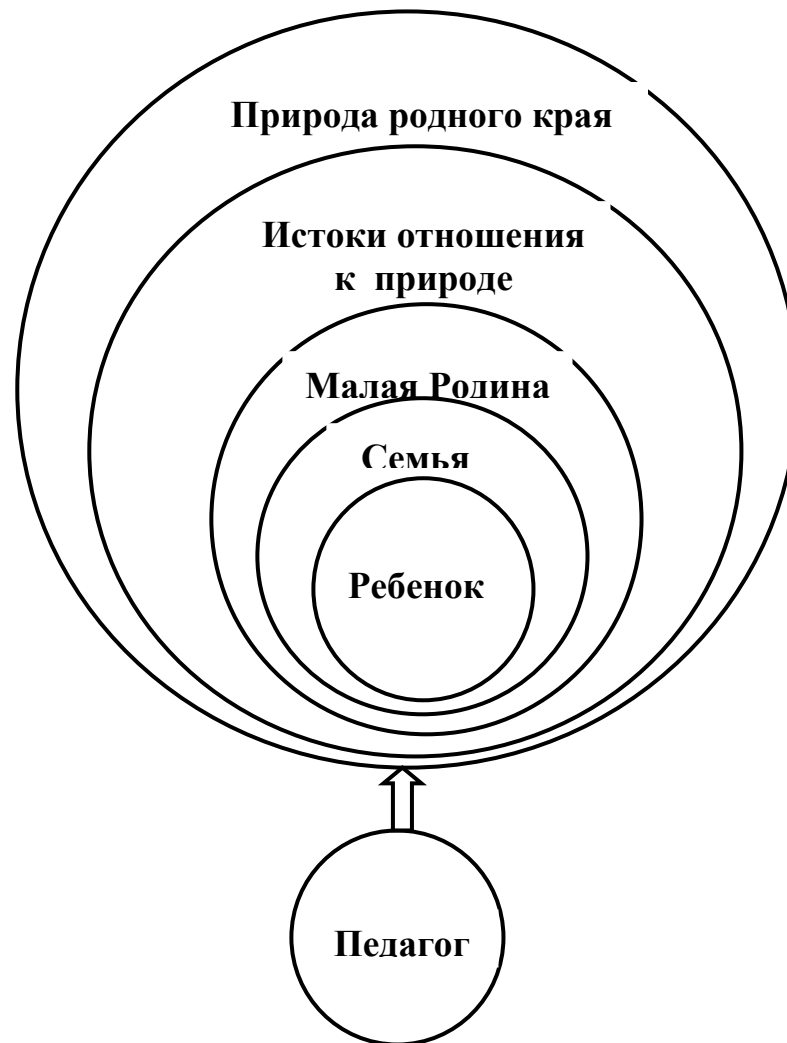 Природа родного края
Истоки отношения
к природе
Малая Родина
Семья
Ребенок
Педагог